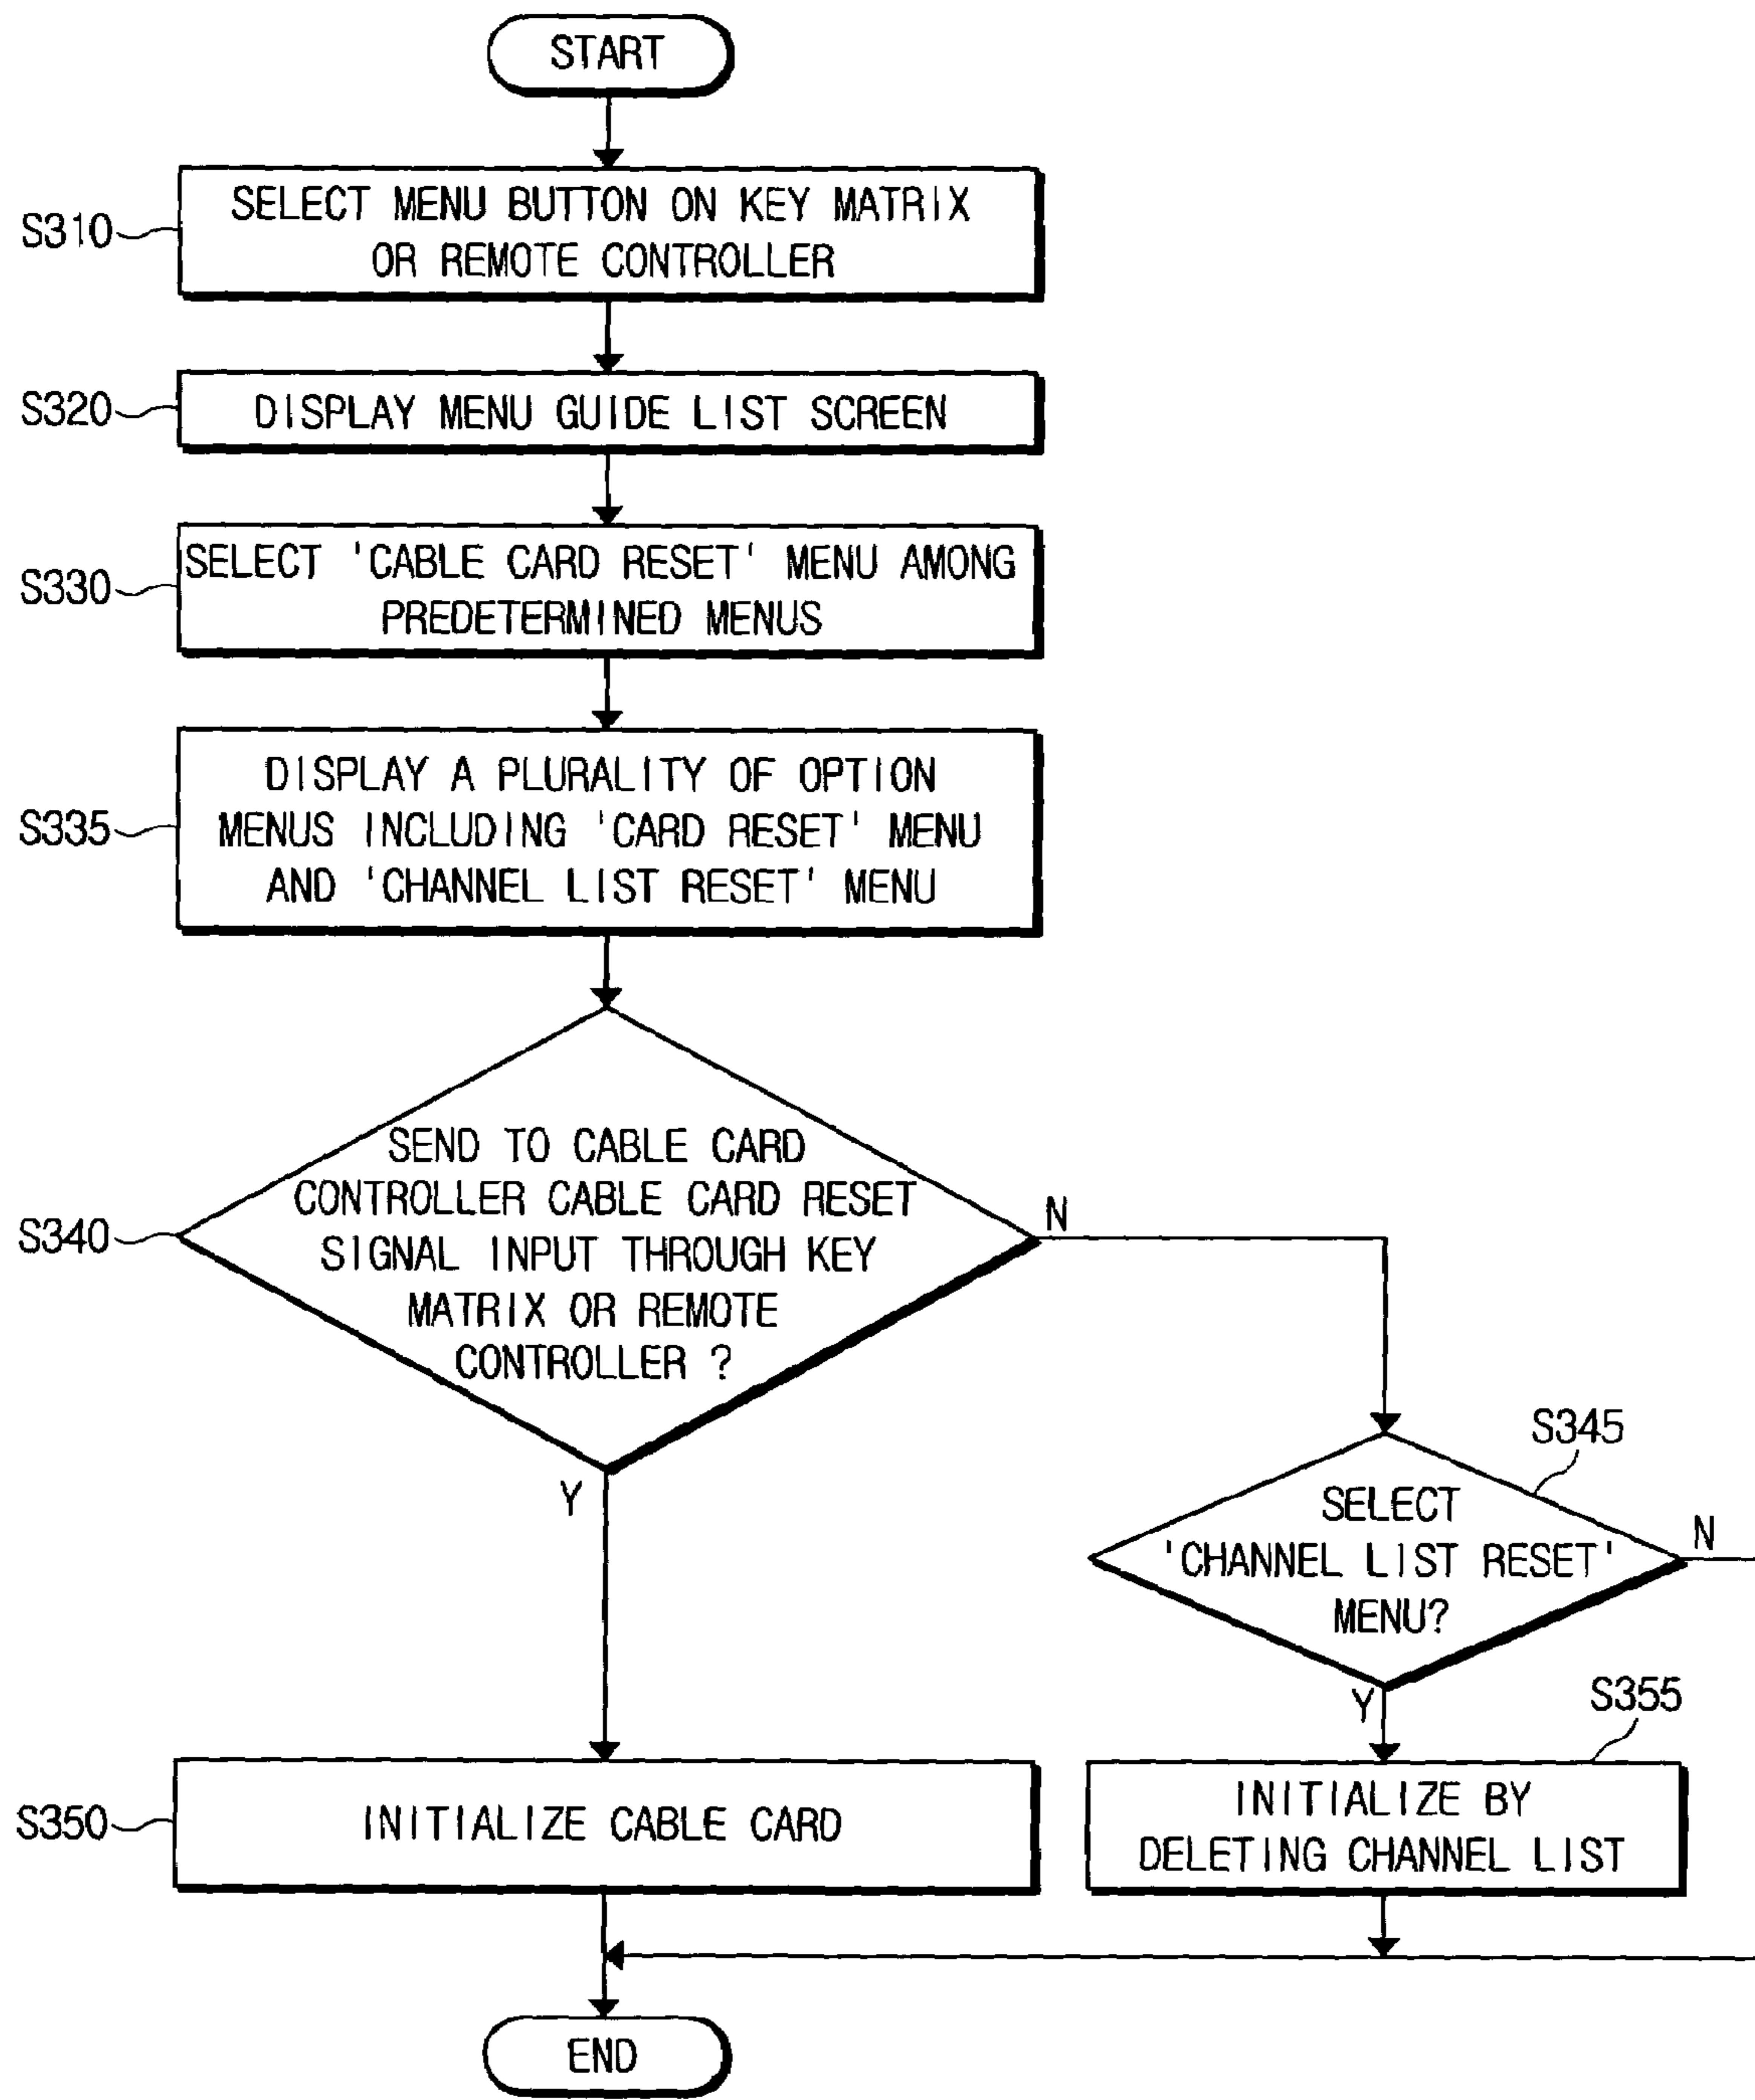 START
S310
SELECT MENU BUTTON ON KEY MATRIX
OR REMOTE CONTROLLER
S320
DISPLAY MENU GUIDE LIST SCREEN
S330
SELECT 'CABLE CARD RESET' MENU AMONG
PREDETERMINED MENUS
S335
DISPLAY A PLURALITY OF OPTION
MENUS INCLUDING 'CARD RESET' MENU
AND 'CHANNEL LIST RESET' MENU
S340
SEND TO CABLE CARD
CONTROLLER CABLE CARD RESET
SIGNAL INPUT THROUGH KEY
MATRIX OR REMOTE
CONTROLLER ?
N
Y
S345
SELECT
'CHANNEL LIST RESET'
MENU?
N
Y
S350
INITIALIZE CABLE CARD
S355
INITIALIZE BY
DELETING CHANNEL LIST
END